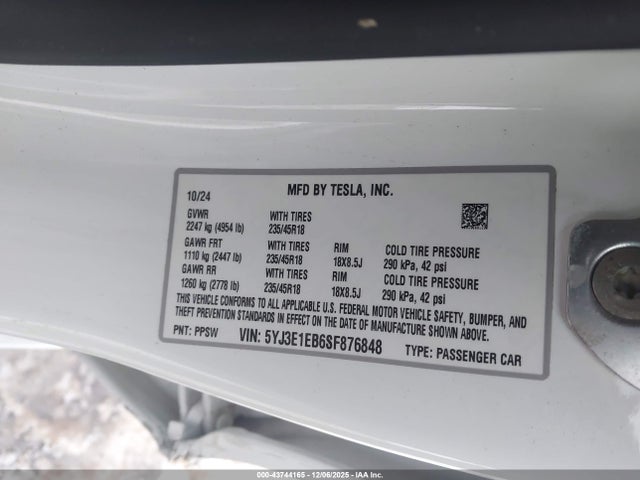 10/24 MFD BY TESLA, INC.
GVWR WITH TIRES
2247 kg (4954 lb) 235/45R18
GAWR FRT WITH TIRES RIM COLD TIRE PRESSURE
1110 kg (2447 lb) 235/45R18 18X8.5J 290 kPa, 42 psi
GAWR RR WITH TIRES RIM COLD TIRE PRESSURE
1260 kg (2778 lb) 235/45R18 18X8.5J 290 kPa, 42 psi
THIS VEHICLE CONFORMS TO ALL APPLICABLE U.S. FEDERAL MOTOR VEHICLE SAFETY, BUMPER, AND
THEFT PREVENTION STANDARDS IN EFFECT ON THE DATE OF MANUFACTURE SHOWN ABOVE.
PNT: PPSW VIN: 5YJ3E1EB6SF876848 TYPE: PASSENGER CAR
000-43744165 - 12/06/2025 - IAA Inc.